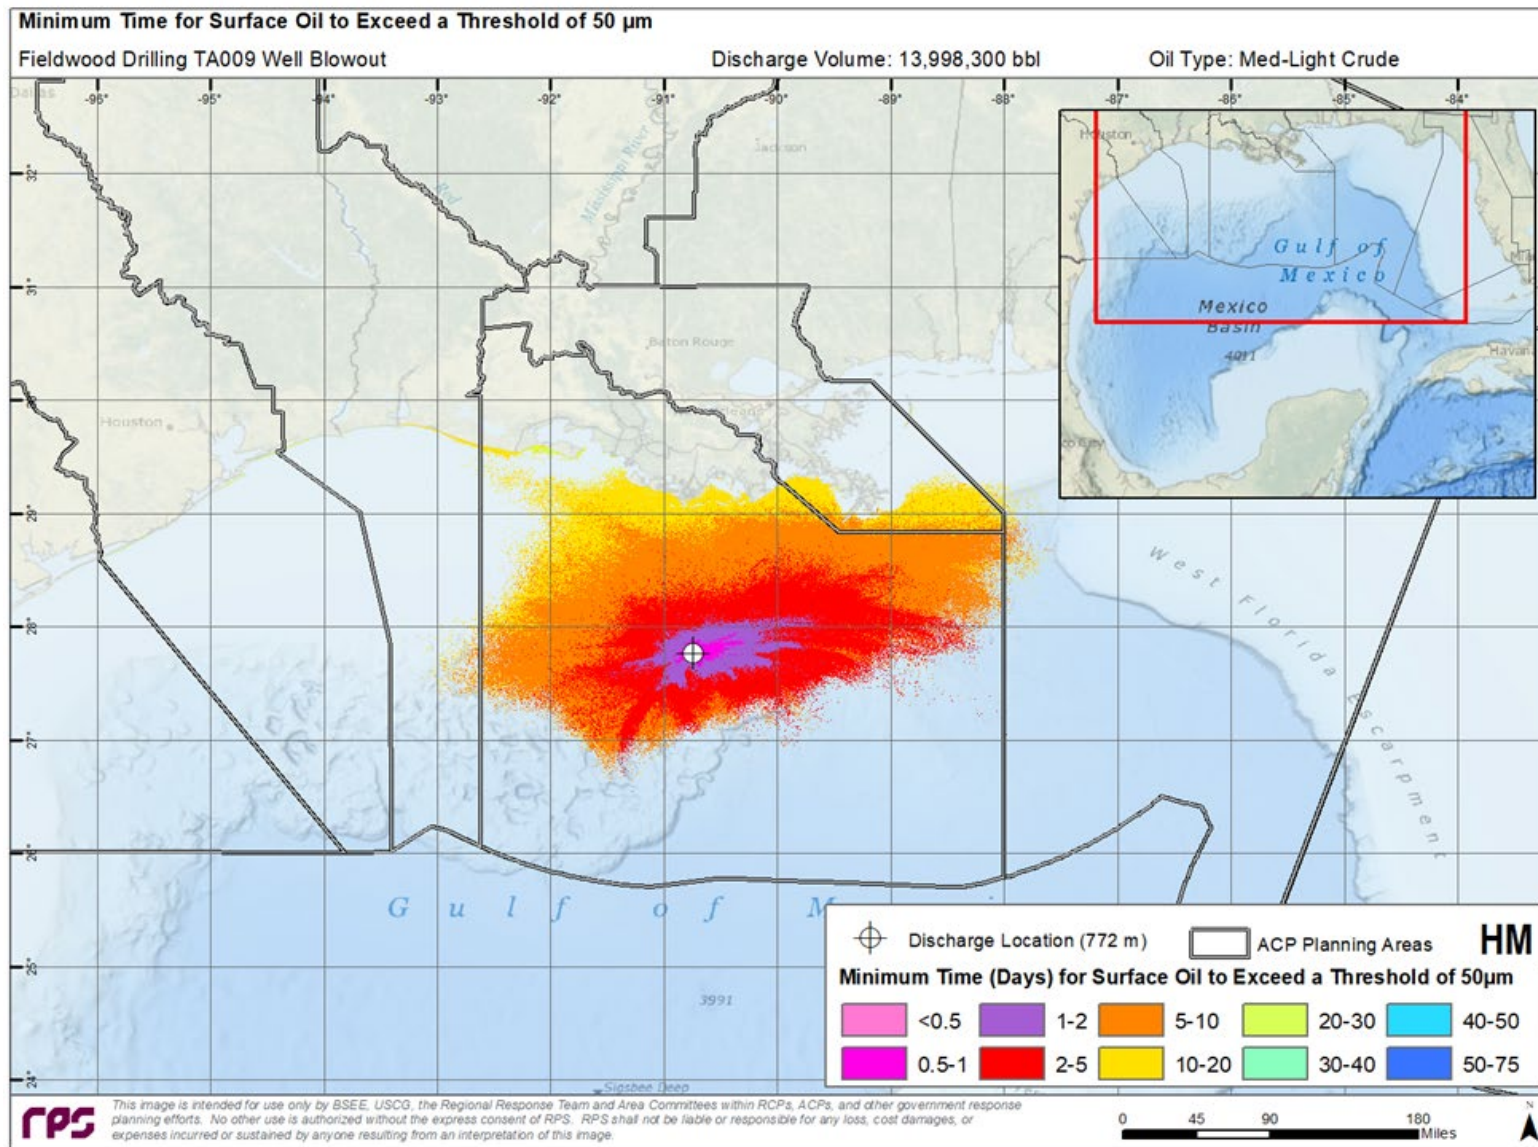 Minimum Time for Surface Oil to Exceed a Threshold of 50 µm
Fieldwood Drilling TA009 Well Blowout Discharge Volume: 13,998,300 bbl Oil Type: Med-Light Crude
Dallas
-96° -95° -94° -93° -92° -91° -90° -89° -88° -87° -86° -85° -84°
Mississippi River
Red
Jackson
32°
31°
Baton Rouge
30°
Houston
29°
28°
27°
26°
25°
24°
Houston
Gulf of
Mexico
Mexico
Basin
4011
Havan
West Florida Escarpment
Gulf of M
3991
Sigsbee Deep
Discharge Location (772 m) ACP Planning Areas HM
Minimum Time (Days) for Surface Oil to Exceed a Threshold of 50µm
<0.5 1-2 5-10 20-30 40-50
0.5-1 2-5 10-20 30-40 50-75
rps
This image is intended for use only by BSEE, USCG, the Regional Response Team and Area Committees within RCPs, ACPs, and other government response
planning efforts. No other use is authorized without the express consent of RPS. RPS shall not be liable or responsible for any loss, cost damages, or
expenses incurred or sustained by anyone resulting from an interpretation of this image.
0 45 90 180
Miles
N